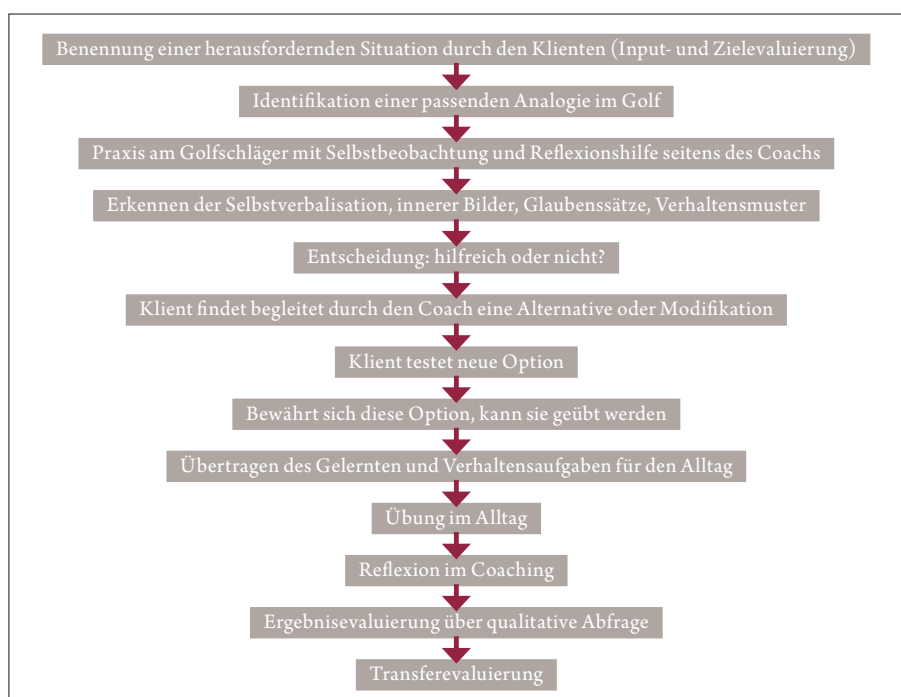 Benennung einer herausfordernden Situation durch den Klienten (Input- und Zielevaluierung)
Identifikation einer passenden Analogie im Golf
Praxis am Golfschläger mit Selbstbeobachtung und Reflexionshilfe seitens des Coachs
Erkennen der Selbstverbalisation, innerer Bilder, Glaubenssätze, Verhaltensmuster
Entscheidung: hilfreich oder nicht?
Klient findet begleitet durch den Coach eine Alternative oder Modifikation
Klient testet neue Option
Bewährt sich diese Option, kann sie geübt werden
Übertragen des Gelernten und Verhaltensaufgaben für den Alltag
Übung im Alltag
Reflexion im Coaching
Ergebnisevaluierung über qualitative Abfrage
Transferevaluierung